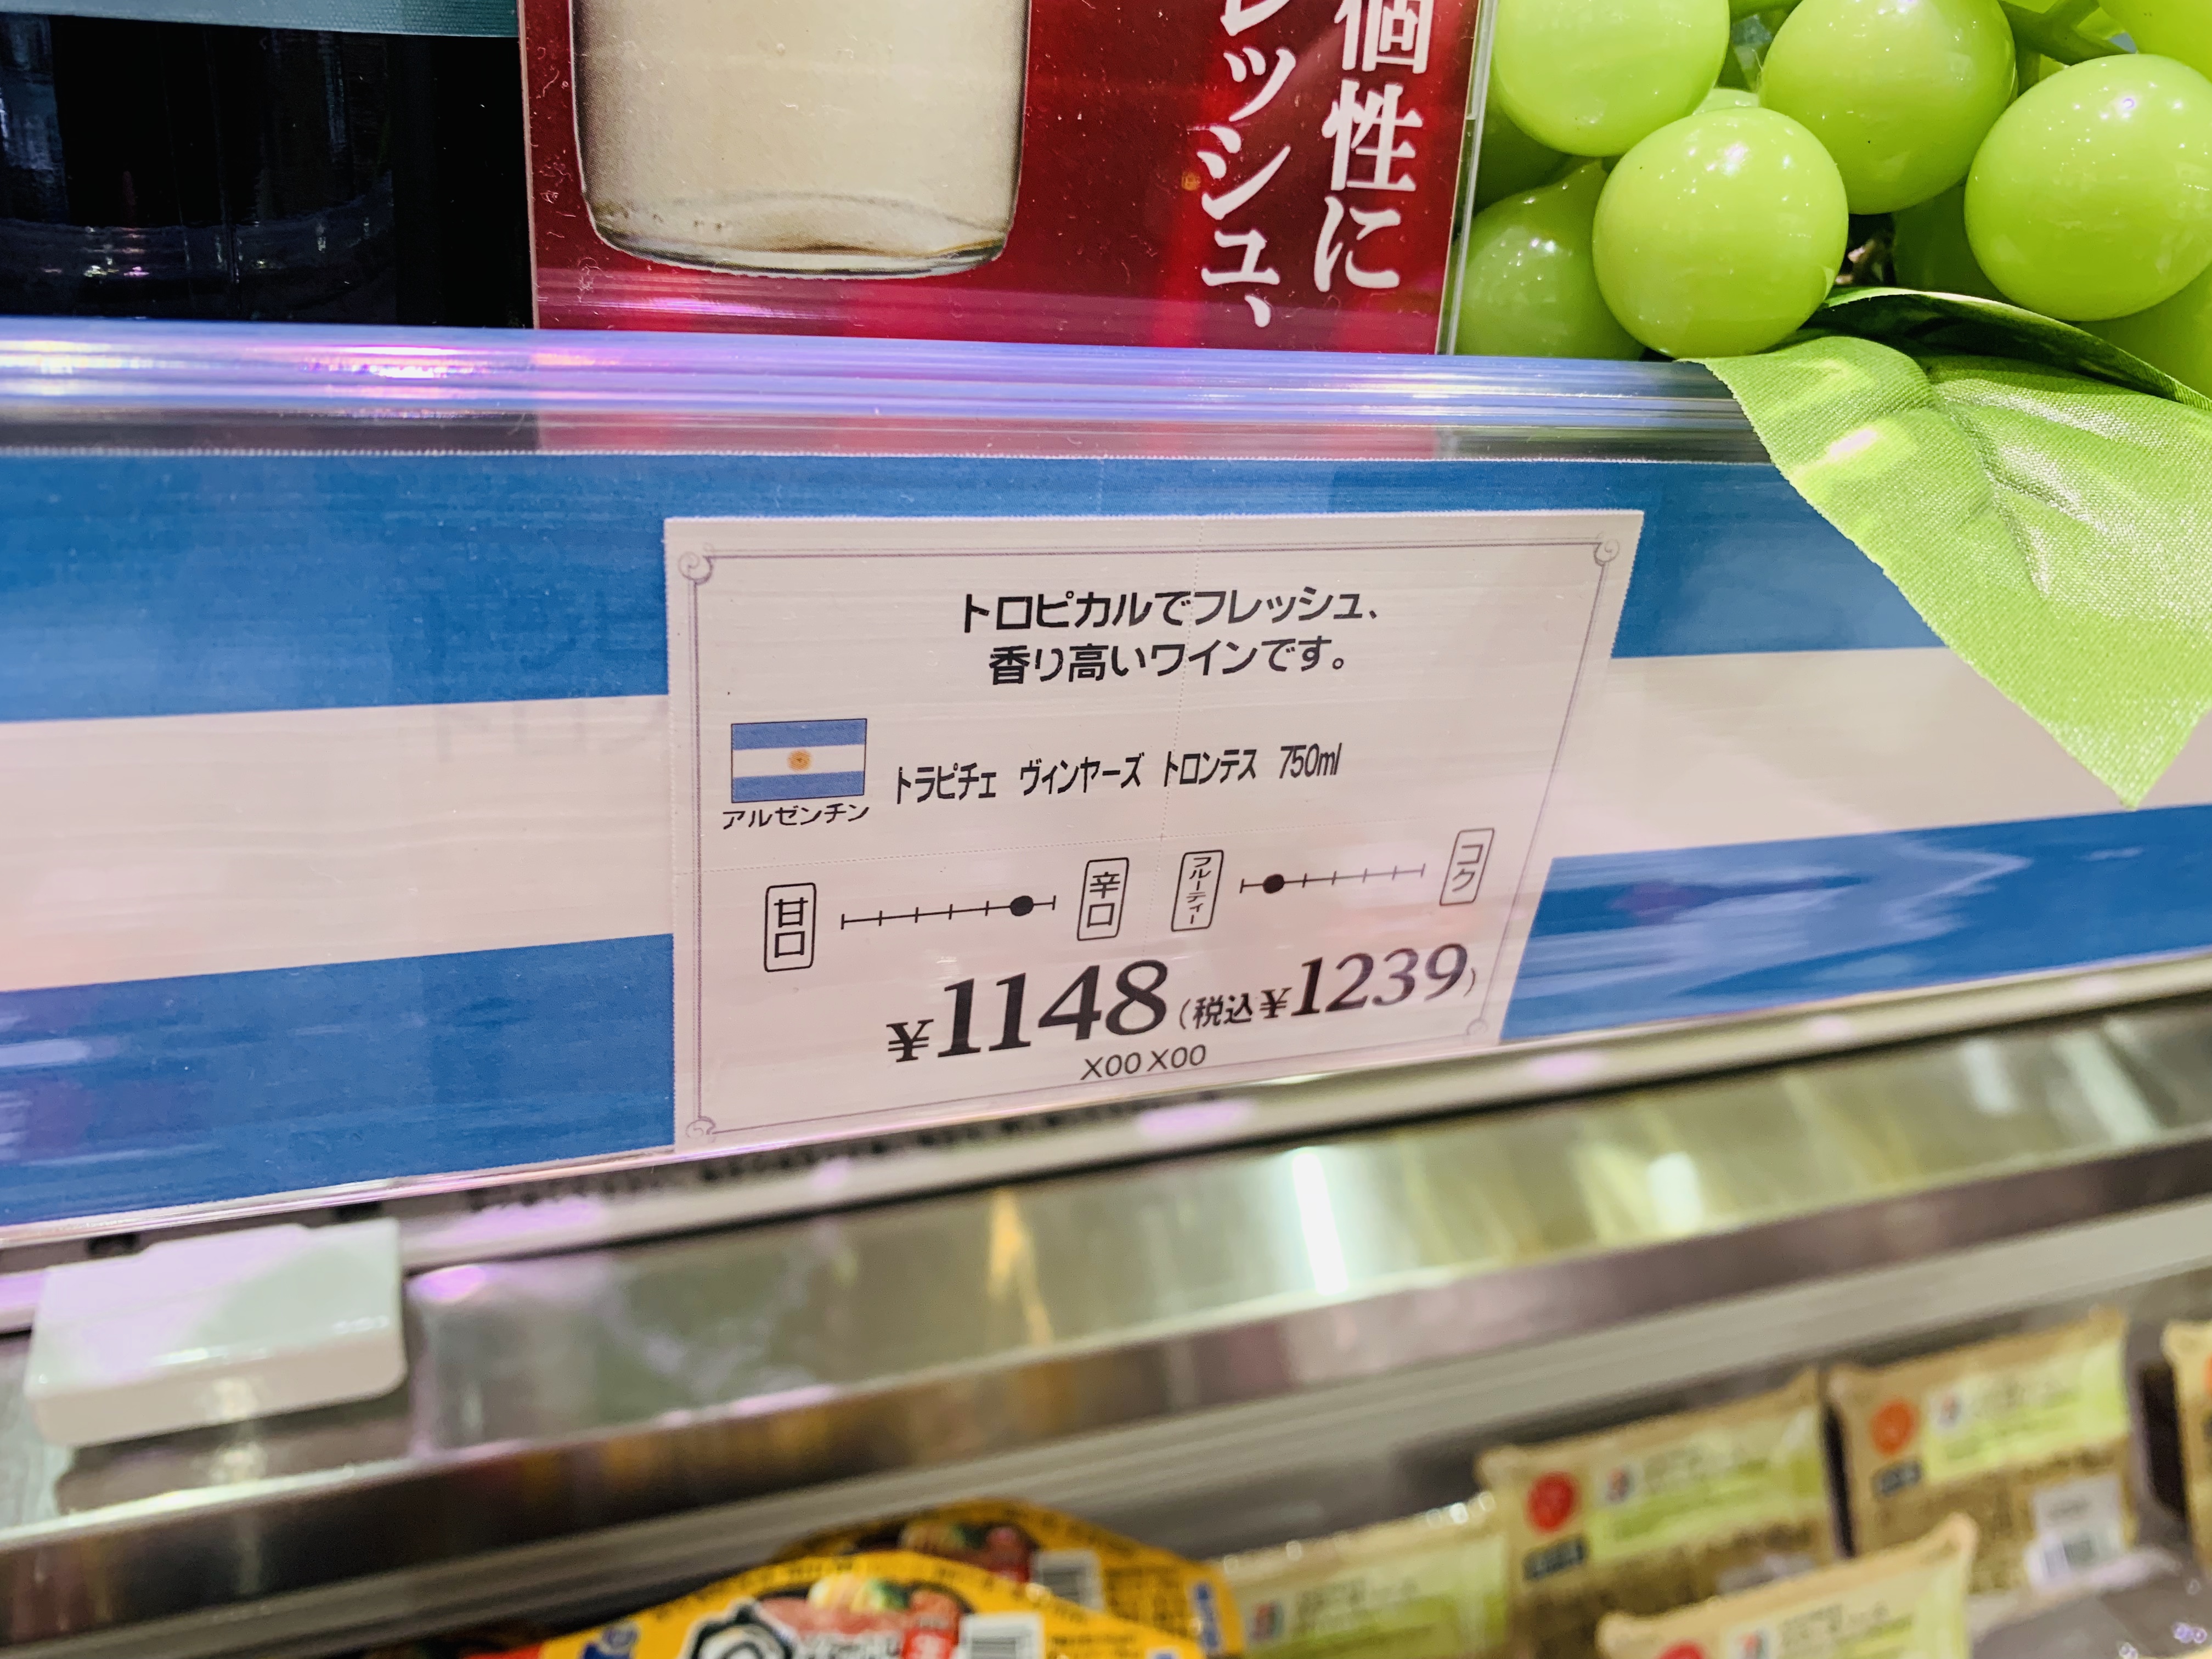 個性に
レッシュ、
トロピカルでフレッシュ、
香り高いワインです。
アルゼンチン
トラピチェ ヴィンヤーズ トロンテス 750ml
甘口
辛口
フルーティー
コク
¥1148(税込¥1239)
X00X00